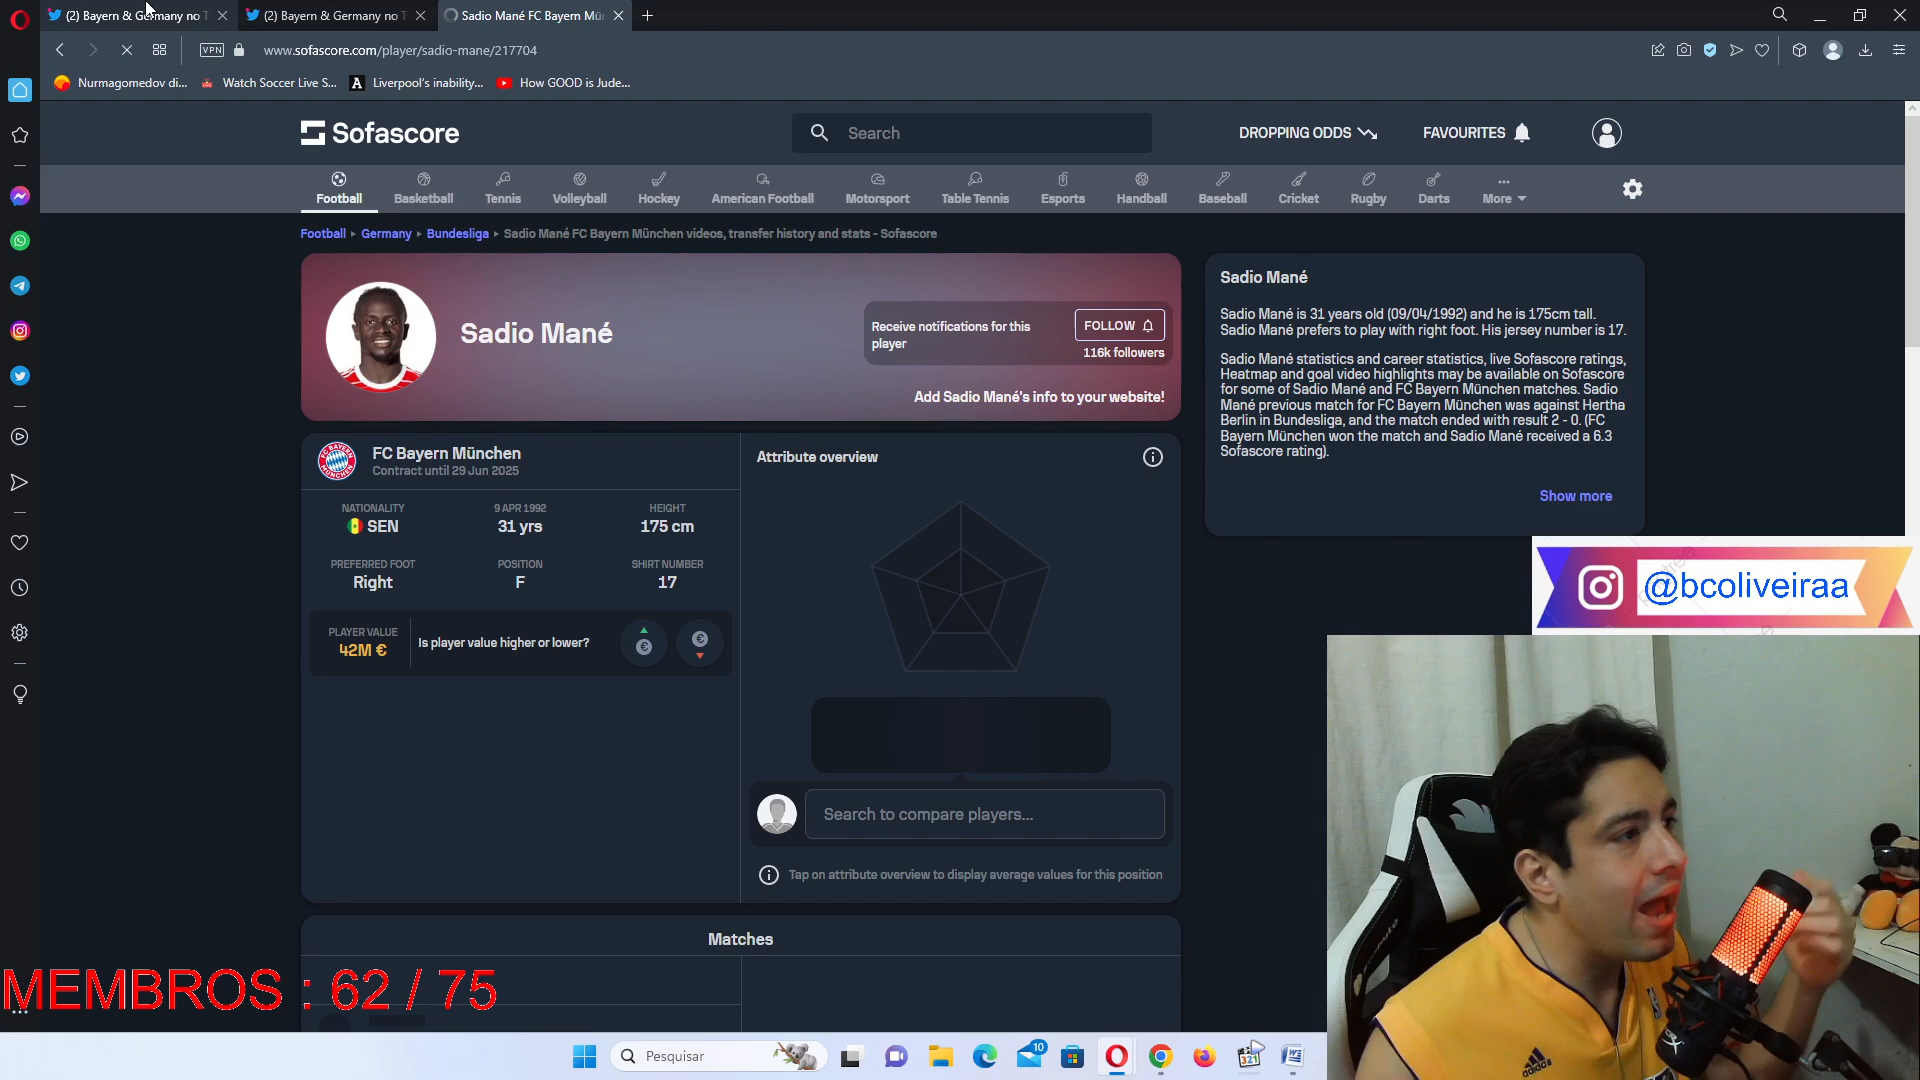 (2) Bayern & Germany no T
(2) Bayern & Germany no T
Sadio Mané FC Bayern Mün
VPN
www.sofascore.com/player/sadio-mane/217704
Nurmagomedov di...
Watch Soccer Live S...
A
Liverpool's inability...
How GOOD is Jude...
Sofascore
Search
DROPPING ODDS
FAVOURITES
Football
Basketball
Tennis
Volleyball
Hockey
American Football
Motorsport
Table Tennis
Esports
Handball
Baseball
Cricket
Rugby
Darts
More
Football ▸ Germany ▸ Bundesliga ▸ Sadio Mané FC Bayern München videos, transfer history and stats - Sofascore
Sadio Mané
Receive notifications for this
player
FOLLOW
116k followers
Add Sadio Mané's info to your website!
Sadio Mané
Sadio Mané is 31 years old (09/04/1992) and he is 175cm tall.
Sadio Mané prefers to play with right foot. His jersey number is 17.
Sadio Mané statistics and career statistics, live Sofascore ratings,
Heatmap and goal video highlights may be available on Sofascore
for some of Sadio Mané and FC Bayern München matches. Sadio
Mané previous match for FC Bayern München was against Hertha
Berlin in Bundesliga, and the match ended with result 2 - 0. (FC
Bayern München won the match and Sadio Mané received a 6.3
Sofascore rating).
Show more
FC Bayern München
Contract until 29 Jun 2025
NATIONALITY
SEN
9 APR 1992
31 yrs
HEIGHT
175 cm
PREFERRED FOOT
Right
POSITION
F
SHIRT NUMBER
17
PLAYER VALUE
42M €
Is player value higher or lower?
€
€
Attribute overview
Search to compare players...
Tap on attribute overview to display average values for this position
Matches
@bcoliveiraa
MEMBROS : 62 / 75
Pesquisar
10
321
adidas